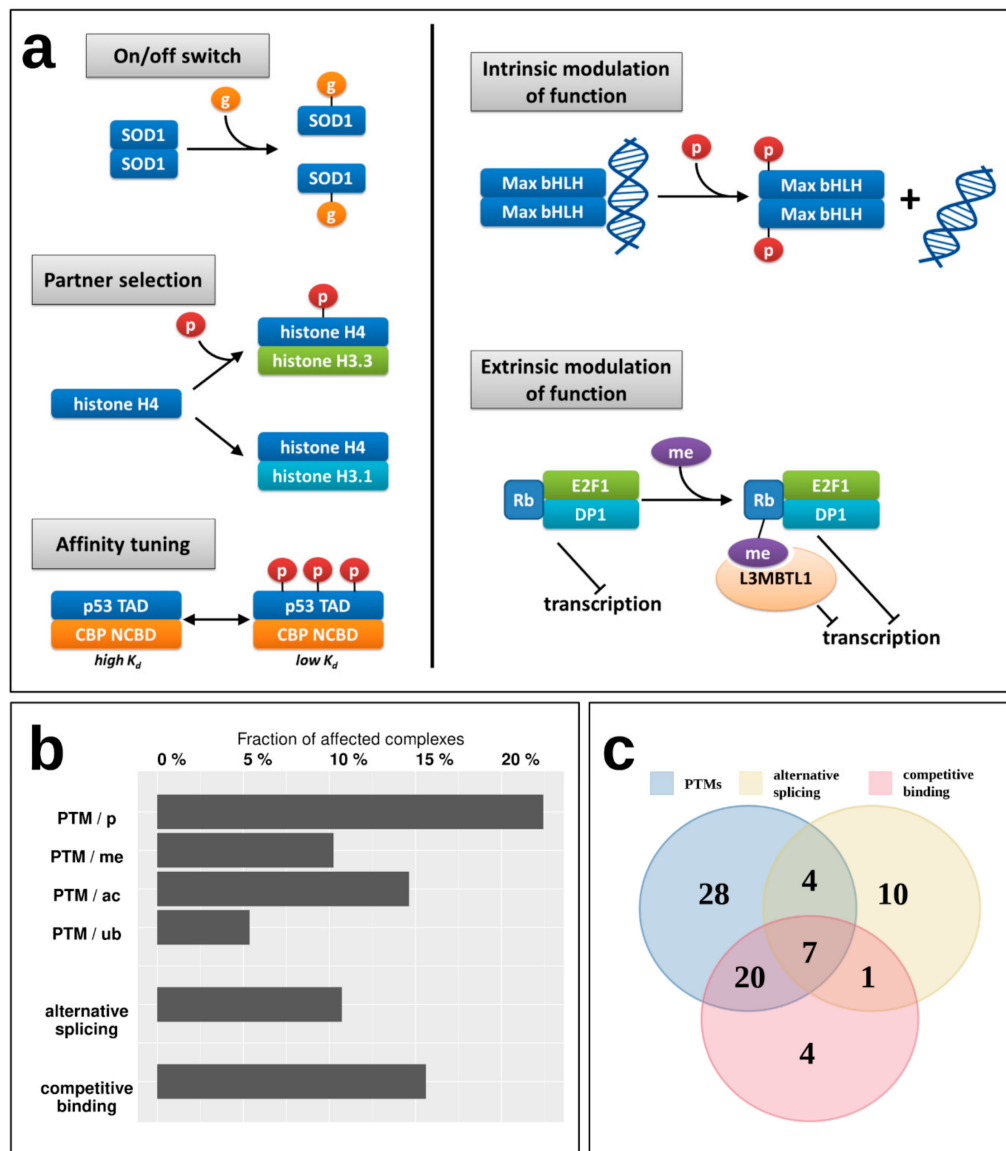 a
On/off switch
g
g
SOD1
SOD1
SOD1
SOD1
g
Partner selection
p
p
histone H4
histone H3.3
histone H4
histone H4
histone H3.1
Affinity tuning
p p p
p53 TAD
CBP NCBD
high Kd
p53 TAD
CBP NCBD
low Kd
Intrinsic modulation
of function
p
p
Max bHLH
Max bHLH
Max bHLH
Max bHLH
+
p
Extrinsic modulation
of function
me
Rb
E2F1
DP1
Rb
E2F1
DP1
me
L3MBTL1
transcription
transcription
b
Fraction of affected complexes
0 % 5 % 10 % 15 % 20 %
PTM / p
PTM / me
PTM / ac
PTM / ub
alternative
splicing
competitive
binding
c
PTMs
alternative
splicing
competitive
binding
28
4
10
7
20
1
4